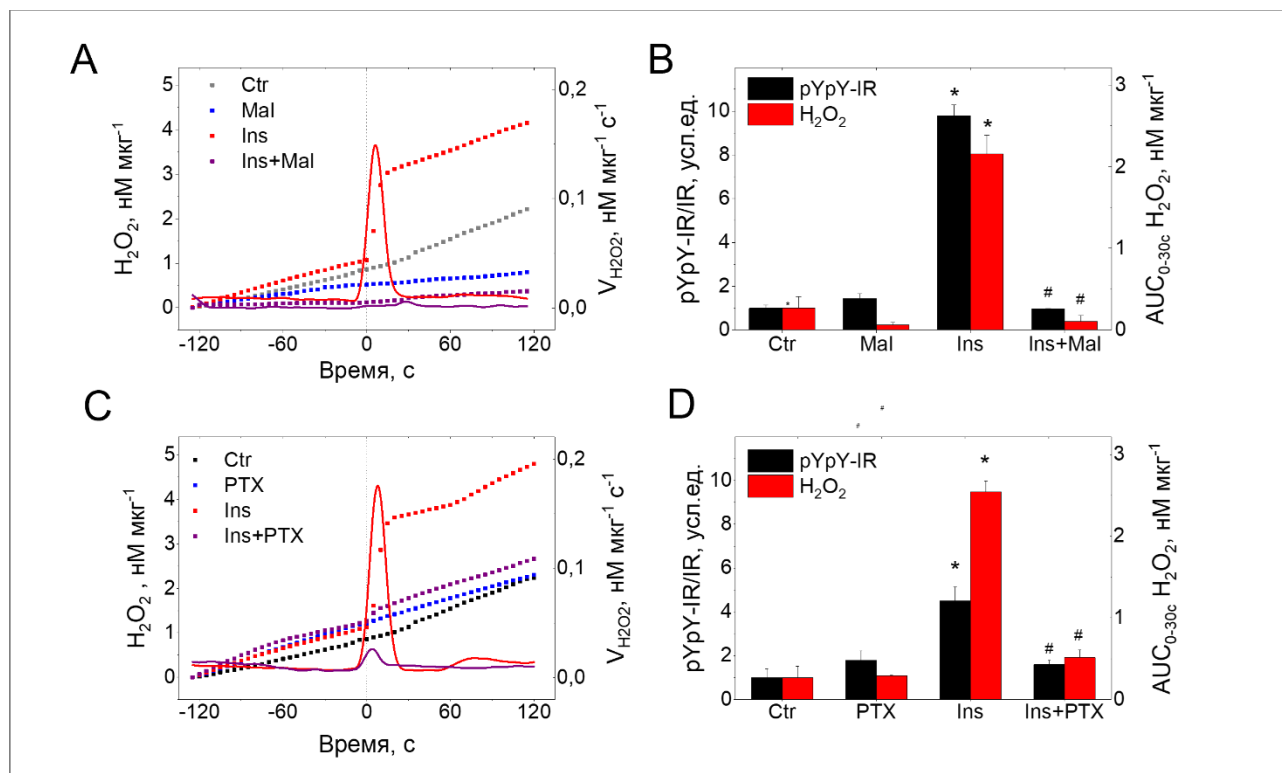 A
H₂O₂, нМ мкг⁻¹
5
4
3
2
1
0
Ctr
Mal
Ins
Ins+Mal
0,2
0,1
0,0
V_H2O2, нМ мкг⁻¹ с⁻¹
-120 -60 0 60 120
Время, с
B
pYpY-IR/IR, усл.ед.
10
8
6
4
2
0
pYpY-IR
H₂O₂
*
*
*
# #
3
2
1
0
AUC₀₋₃₀с H₂O₂, нМ мкг⁻¹
Ctr Mal Ins Ins+Mal
C
H₂O₂ , нМ мкг⁻¹
5
4
3
2
1
0
Ctr
PTX
Ins
Ins+PTX
0,2
0,1
0,0
V_H2O2, нМ мкг⁻¹ с⁻¹
-120 -60 0 60 120
Время, с
D
#
#
pYpY-IR/IR, усл.ед.
10
8
6
4
2
0
pYpY-IR
H₂O₂
*
*
# #
3
2
1
0
AUC₀₋₃₀с H₂O₂, нМ мкг⁻¹
Ctr PTX Ins Ins+PTX